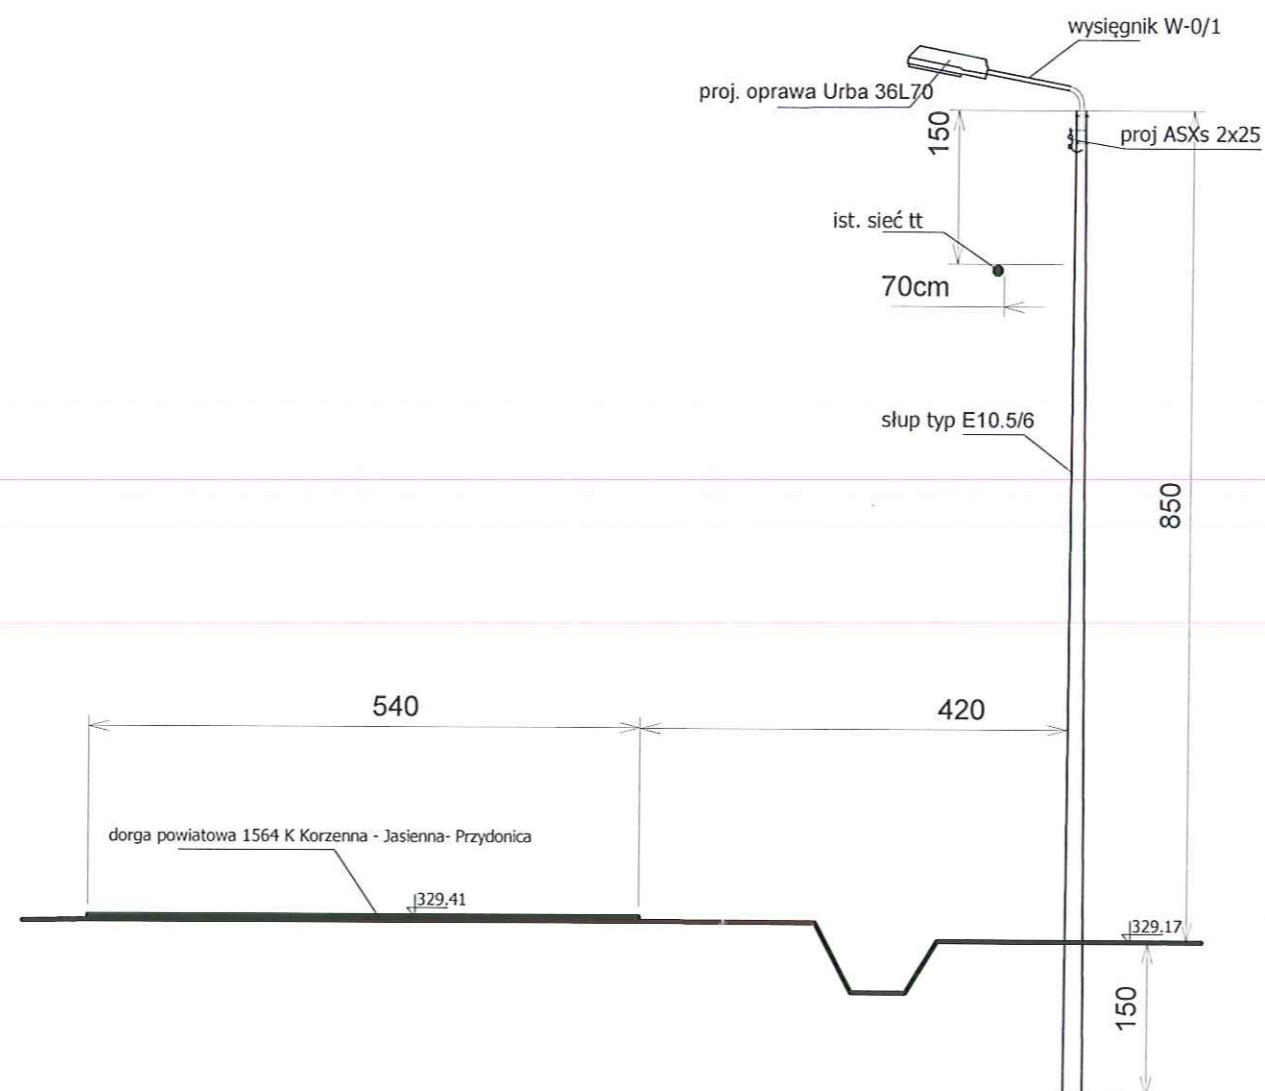 wysięgnik W-0/1
proj. oprawa Urba 36L70
150
proj ASXs 2x25
ist. sieć tt
70cm
słup typ E10.5/6
850
540
420
dorga powiatowa 1564 K Korzenna - Jasienna- Przydonica
329.41
329.17
150